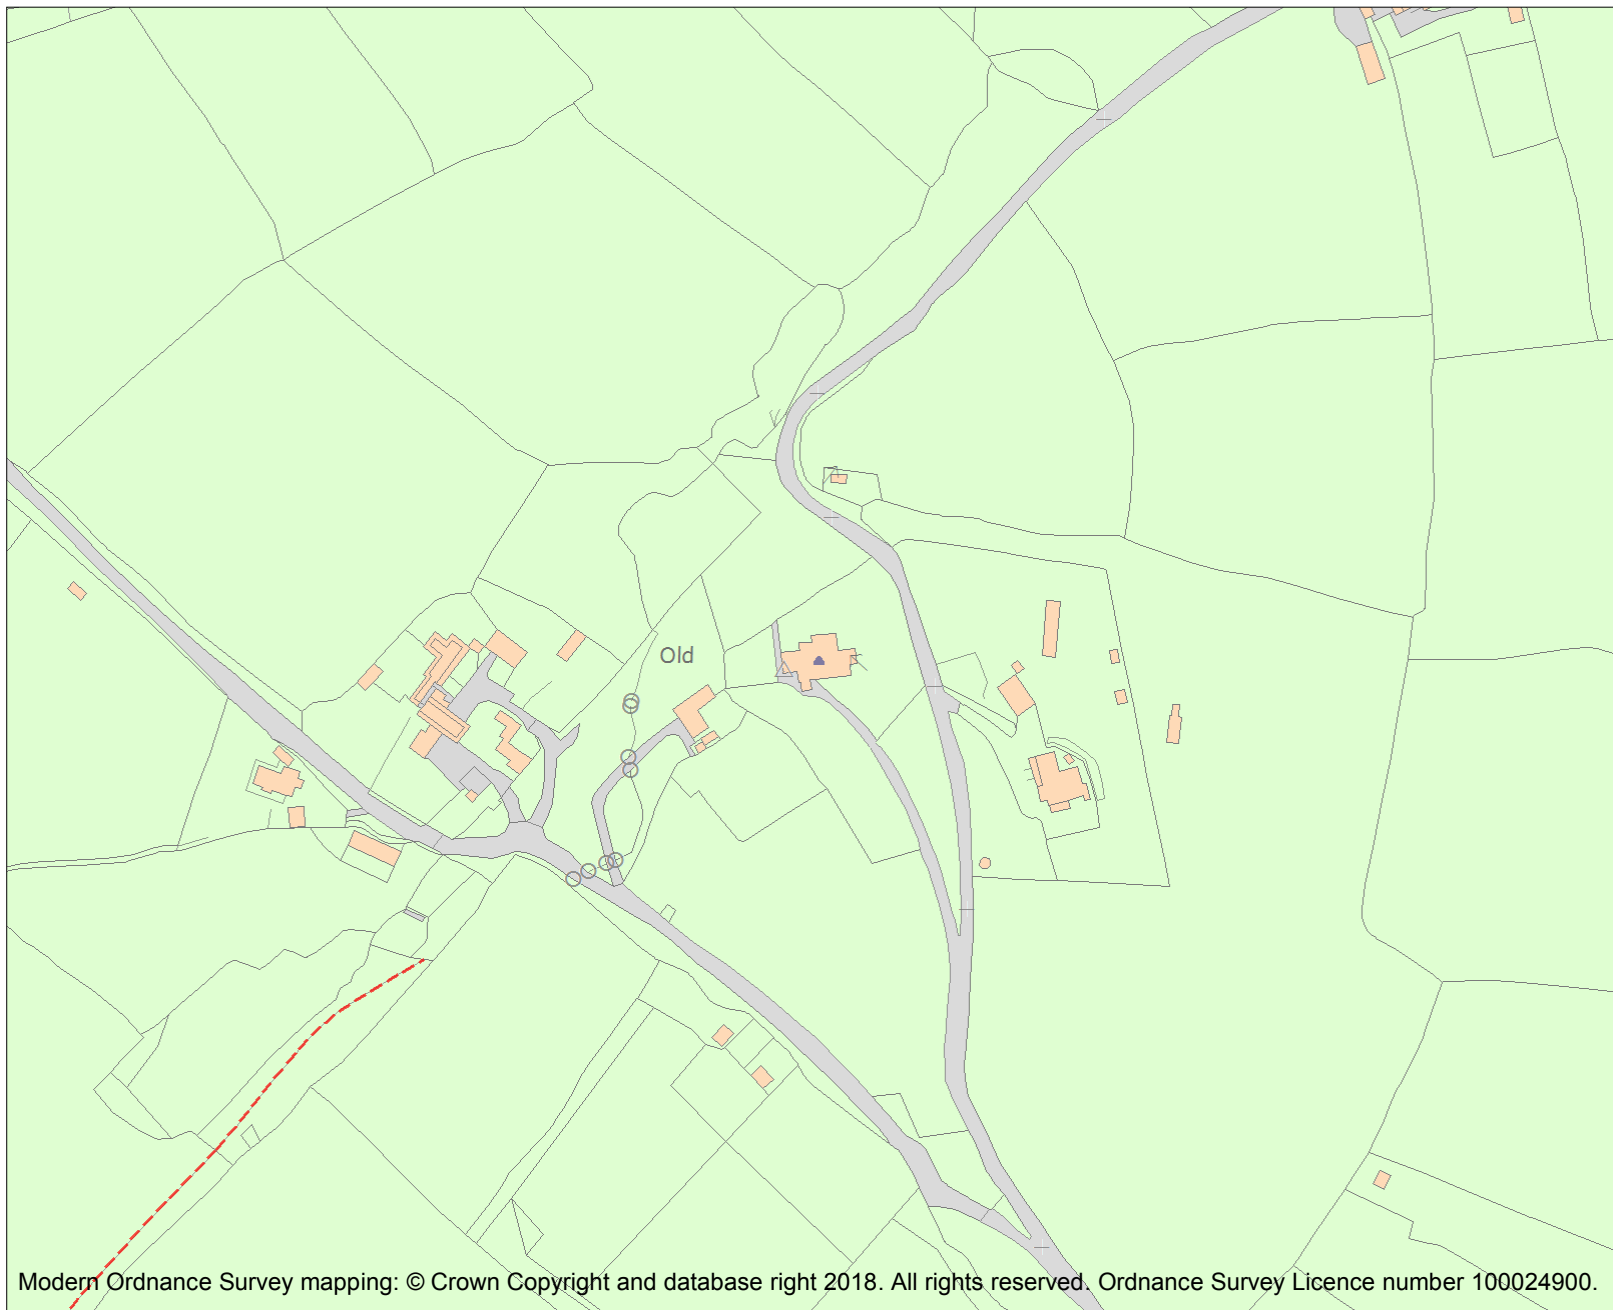 Old
Modern Ordnance Survey mapping: © Crown Copyright and database right 2018. All rights reserved. Ordnance Survey Licence number 100024900.